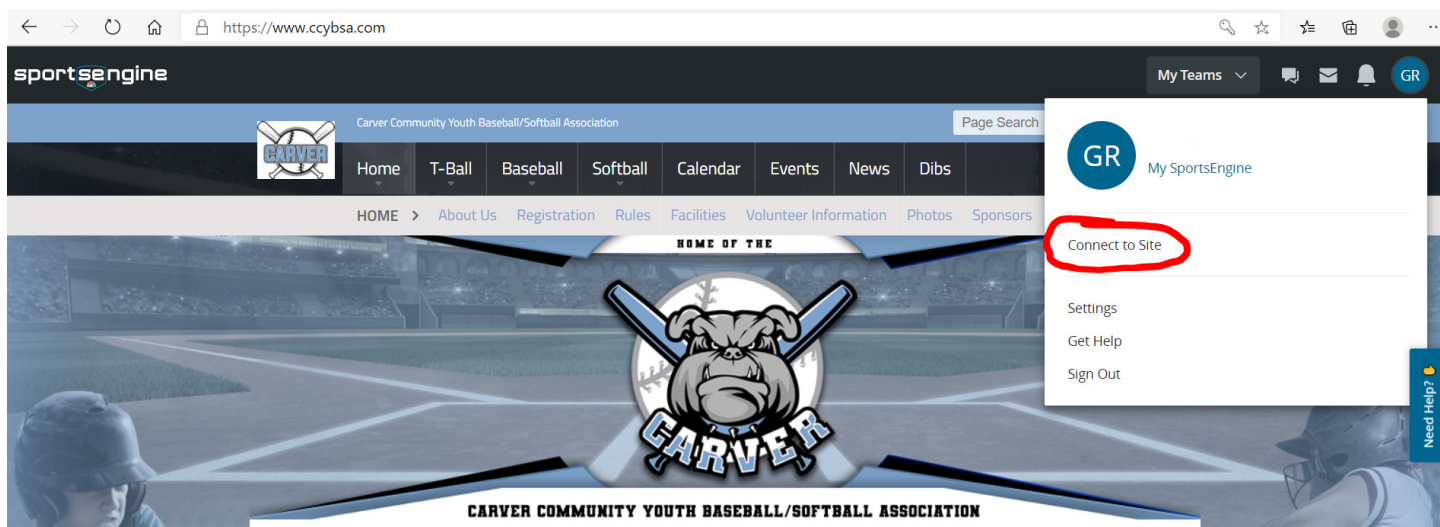 https://www.ccybsa.com
sportsengine
My Teams
GR
Carver Community Youth Baseball/Softball Association
Page Search
CARVER
Home T-Ball Baseball Softball Calendar Events News Dibs
HOME > About Us Registration Rules Facilities Volunteer Information Photos Sponsors
GR
My SportsEngine
Connect to Site
Settings
Get Help
Sign Out
Need Help?
HOME OF THE
CARVER
CARVER COMMUNITY YOUTH BASEBALL/SOFTBALL ASSOCIATION